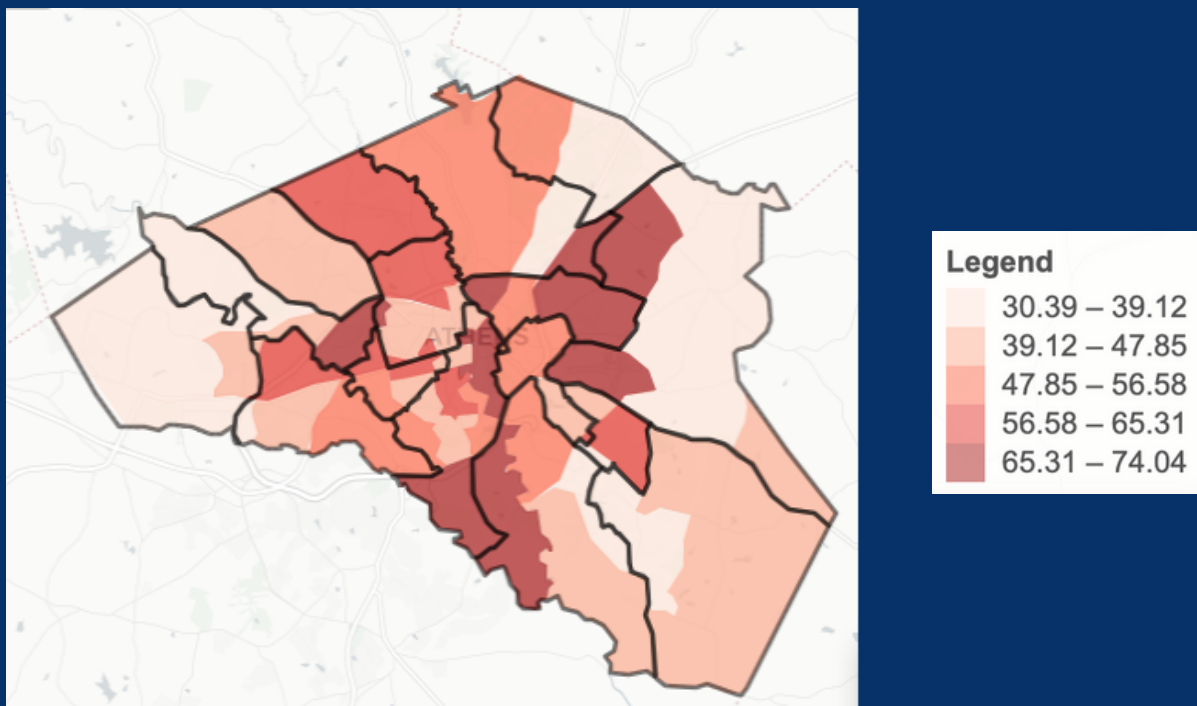 ATHENS
Legend
30.39 – 39.12
39.12 – 47.85
47.85 – 56.58
56.58 – 65.31
65.31 – 74.04